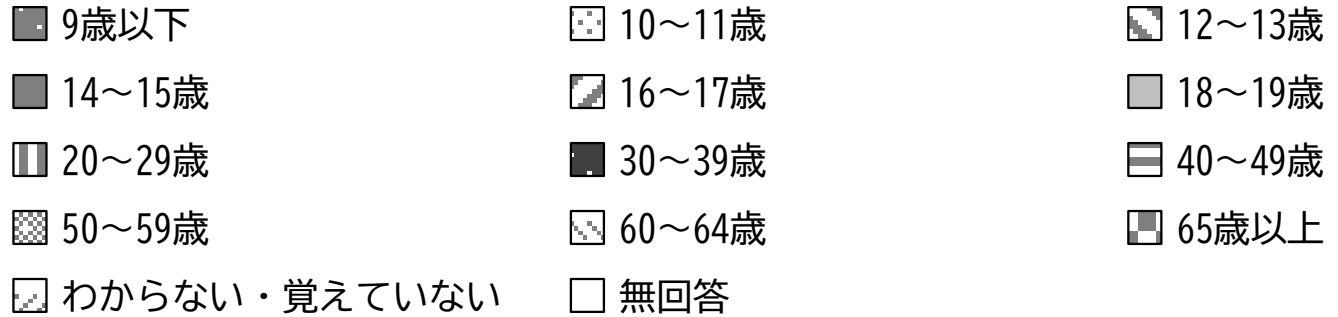 9歳以下 10～11歳 12～13歳
14～15歳 16～17歳 18～19歳
20～29歳 30～39歳 40～49歳
50～59歳 60～64歳 65歳以上
わからない・覚えていない 無回答